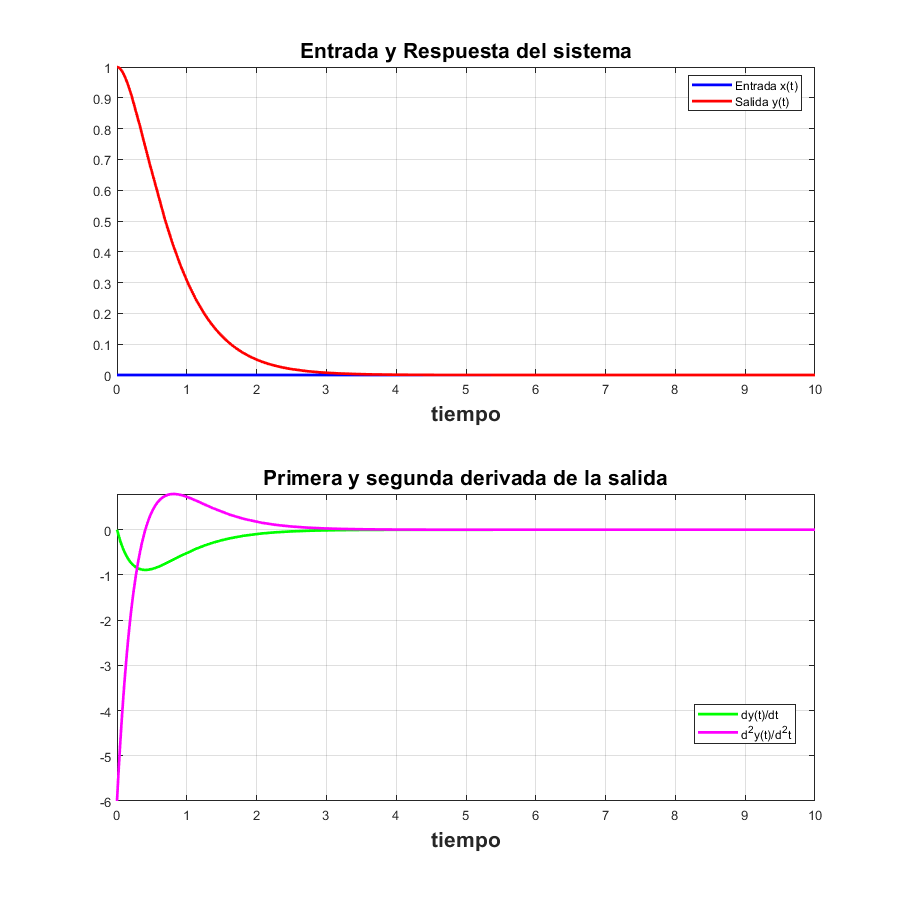 Entrada y Respuesta del sistema
1
0.9
0.8
0.7
0.6
0.5
0.4
0.3
0.2
0.1
0
Entrada x(t)
Salida y(t)
0 1 2 3 4 5 6 7 8 9 10
tiempo
Primera y segunda derivada de la salida
0
-1
-2
-3
-4
-5
-6
dy(t)/dt
d²y(t)/d²t
0 1 2 3 4 5 6 7 8 9 10
tiempo